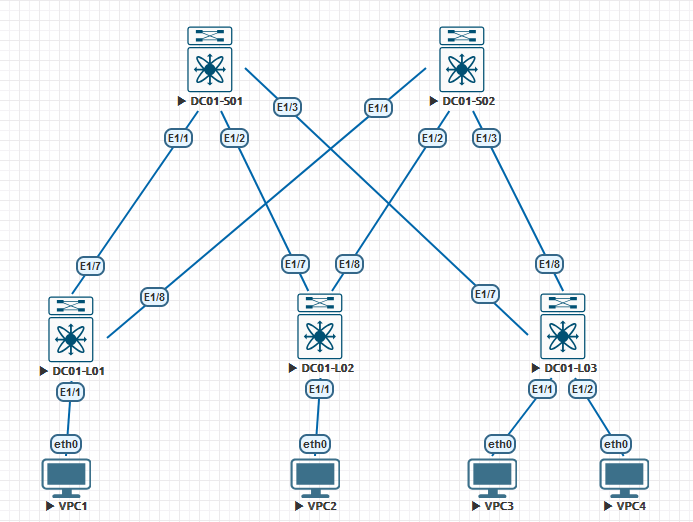 DC01-S01
DC01-S02
E1/3
E1/1
E1/1
E1/2
E1/2
E1/3
E1/7
E1/7
E1/8
E1/8
E1/8
E1/7
DC01-L01
DC01-L02
DC01-L03
E1/1
E1/1
E1/1
E1/2
eth0
eth0
eth0
eth0
VPC1
VPC2
VPC3
VPC4